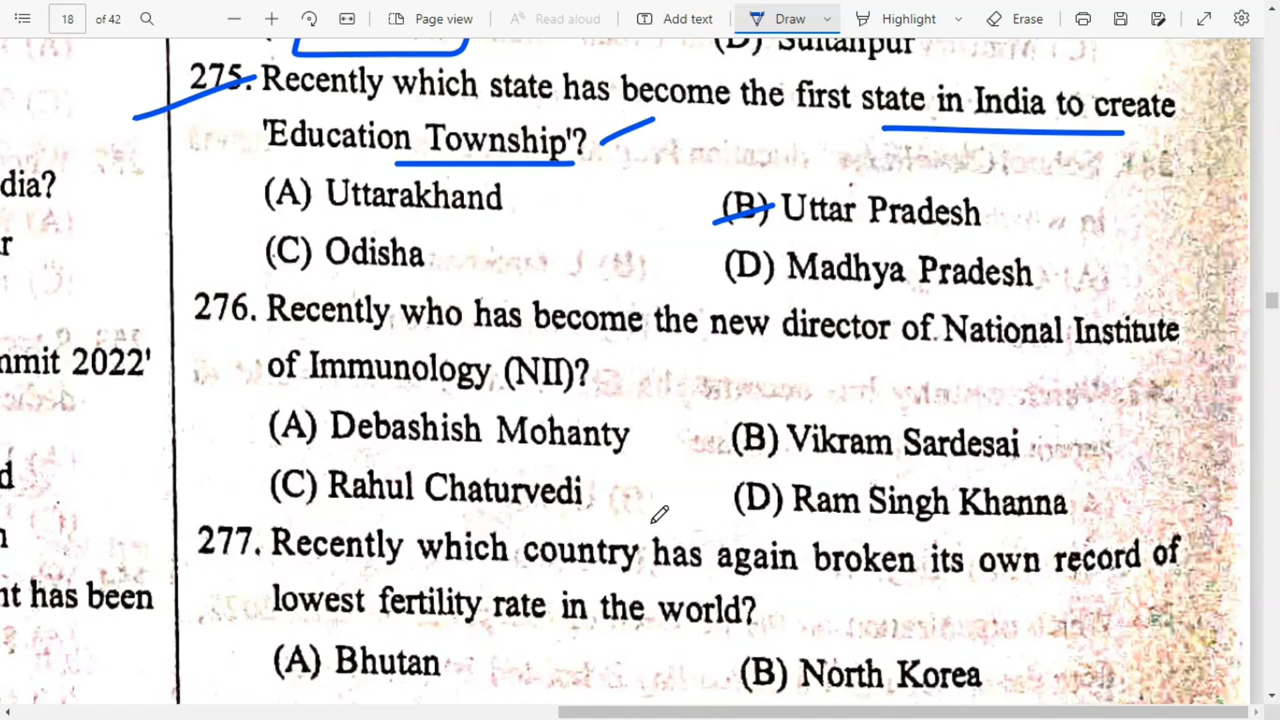 18 of 42 Page view Read aloud Add text Draw Highlight Erase
(D) Sultanpur
275. Recently which state has become the first state in India to create
'Education Township'?
dia?
(A) Uttarakhand (B) Uttar Pradesh
r
(C) Odisha (D) Madhya Pradesh
276. Recently who has become the new director of National Institute
mmit 2022'
of Immunology (NII)?
(A) Debashish Mohanty (B) Vikram Sardesai
d
(C) Rahul Chaturvedi (D) Ram Singh Khanna
n
277. Recently which country has again broken its own record of
nt has been
lowest fertility rate in the world?
(A) Bhutan (B) North Korea